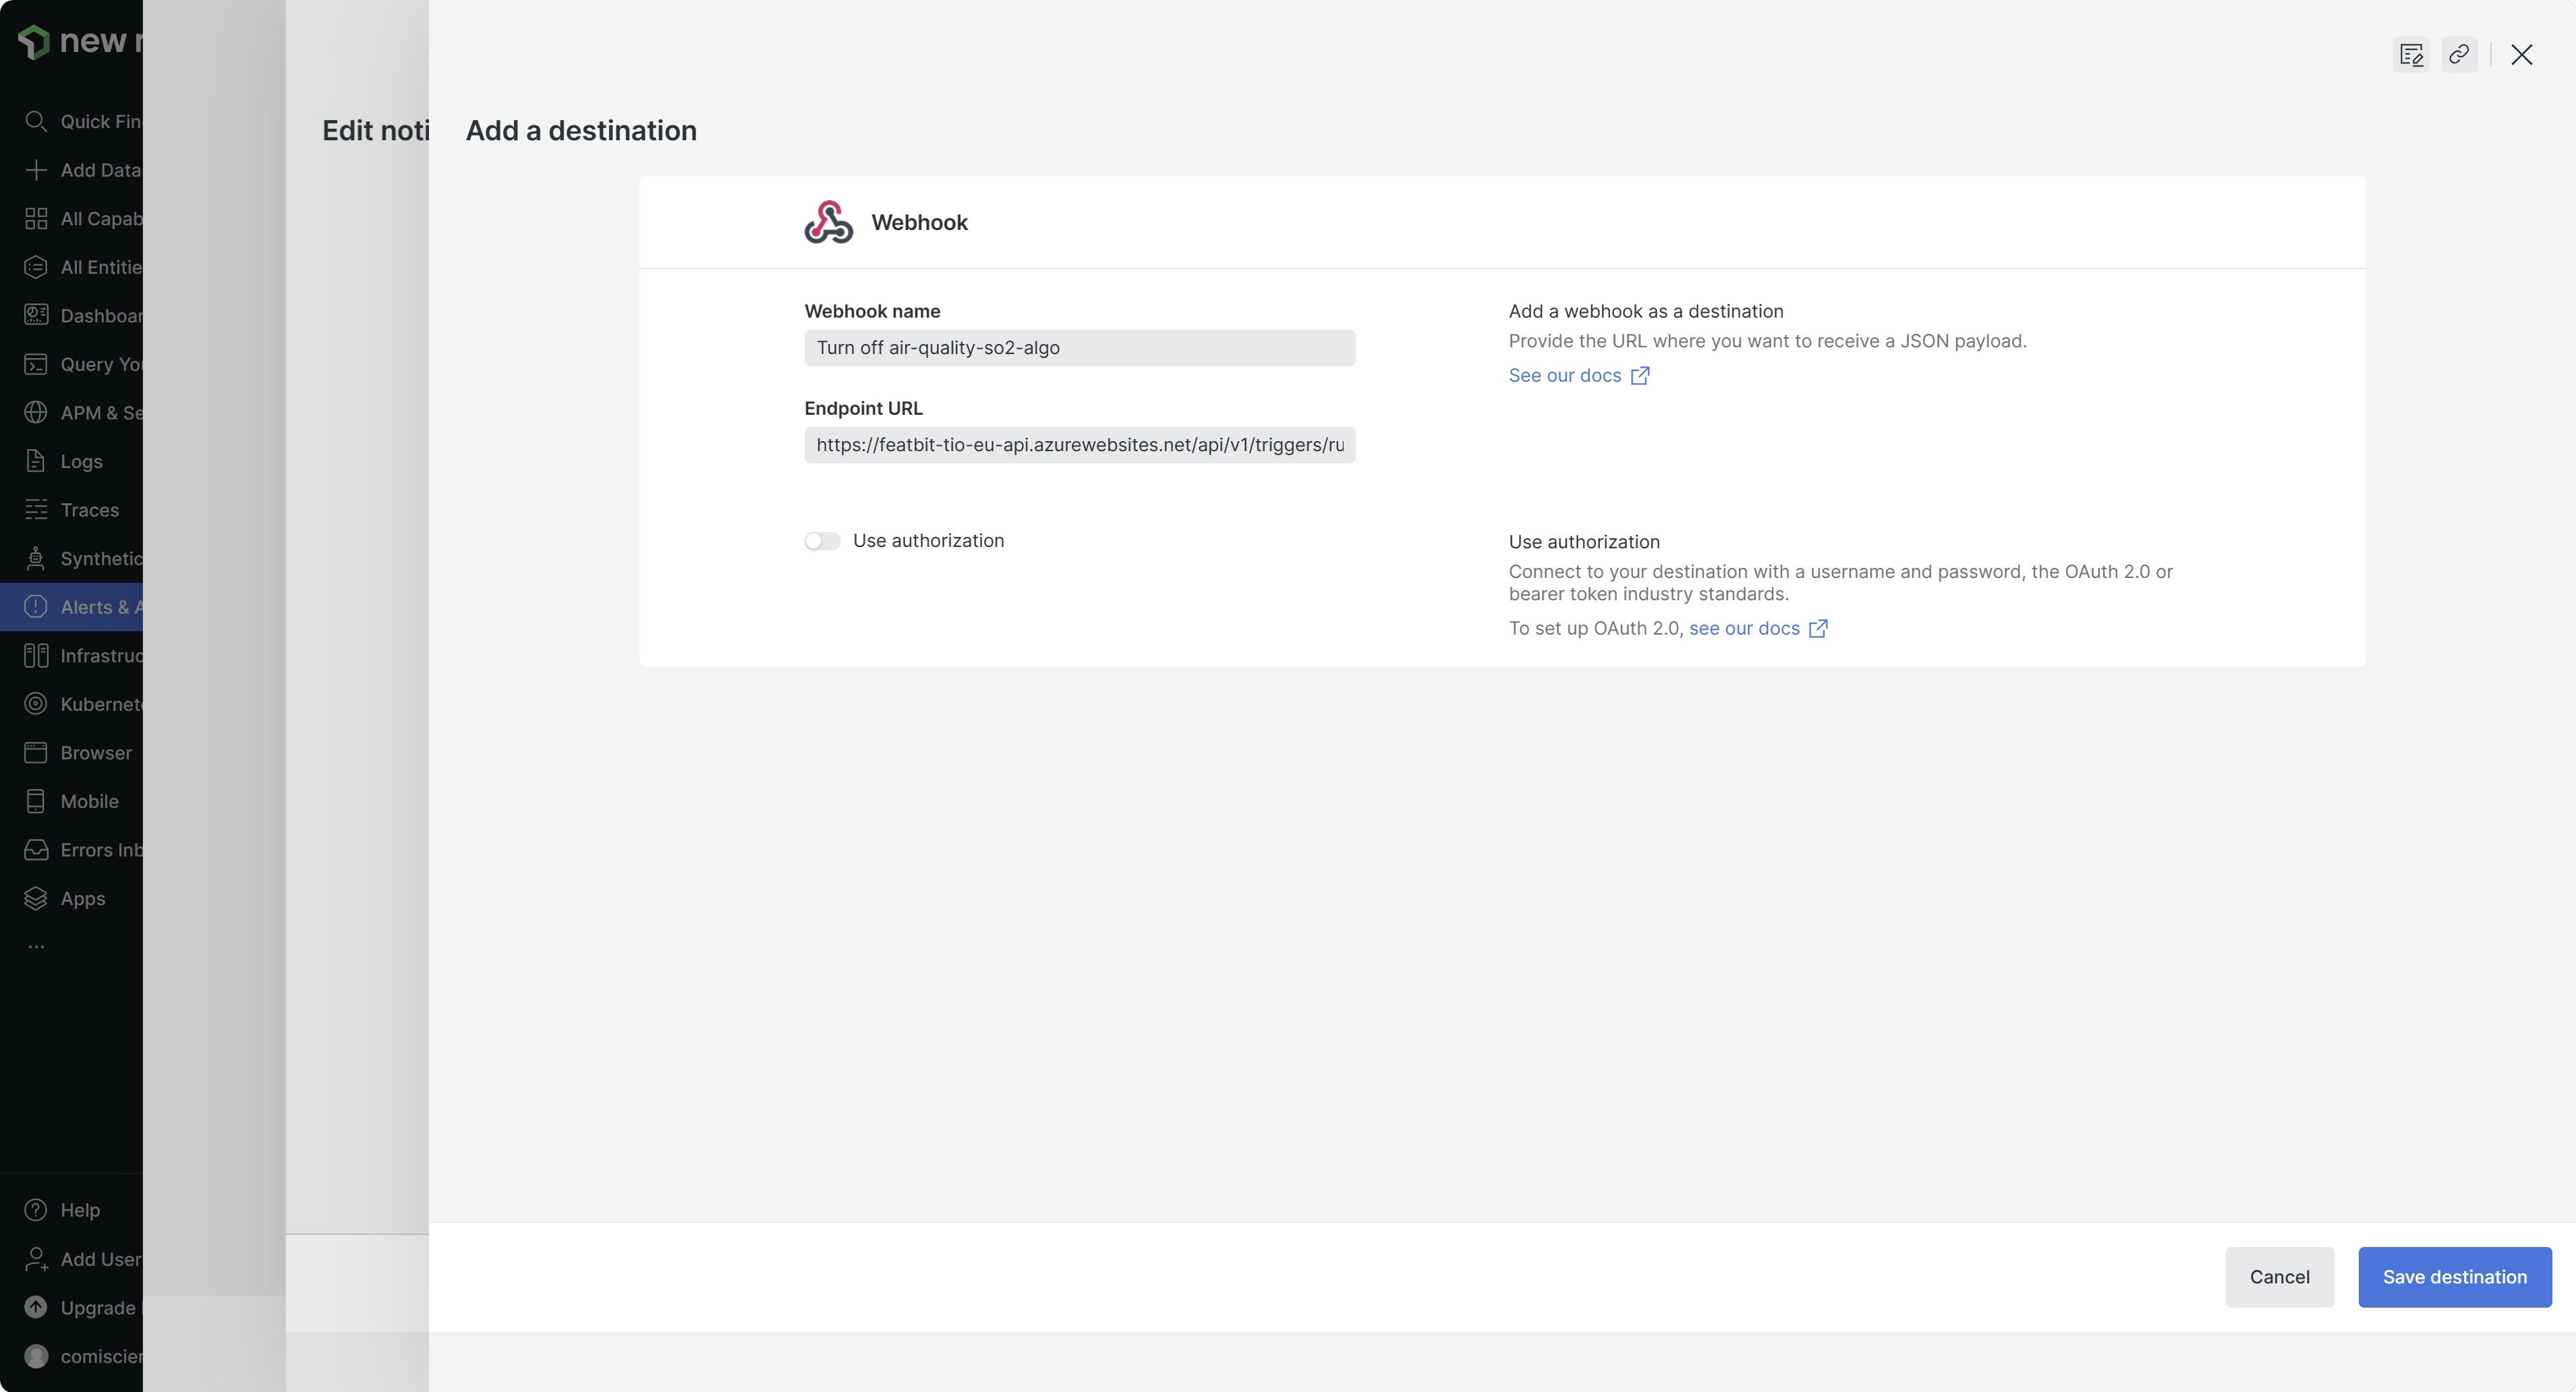 new r
Quick Fin
Add Data
All Capab
All Entitie
Dashboar
Query You
APM & Se
Logs
Traces
Synthetic
Alerts & A
Infrastruc
Kubernete
Browser
Mobile
Errors Inb
Apps
...
Help
Add User
Upgrade
comiscien
Edit noti
Add a destination
Webhook
Webhook name
Turn off air-quality-so2-algo
Endpoint URL
https://featbit-tio-eu-api.azurewebsites.net/api/v1/triggers/ru
Use authorization
Add a webhook as a destination
Provide the URL where you want to receive a JSON payload.
See our docs
Use authorization
Connect to your destination with a username and password, the OAuth 2.0 or
bearer token industry standards.
To set up OAuth 2.0, see our docs
Cancel
Save destination